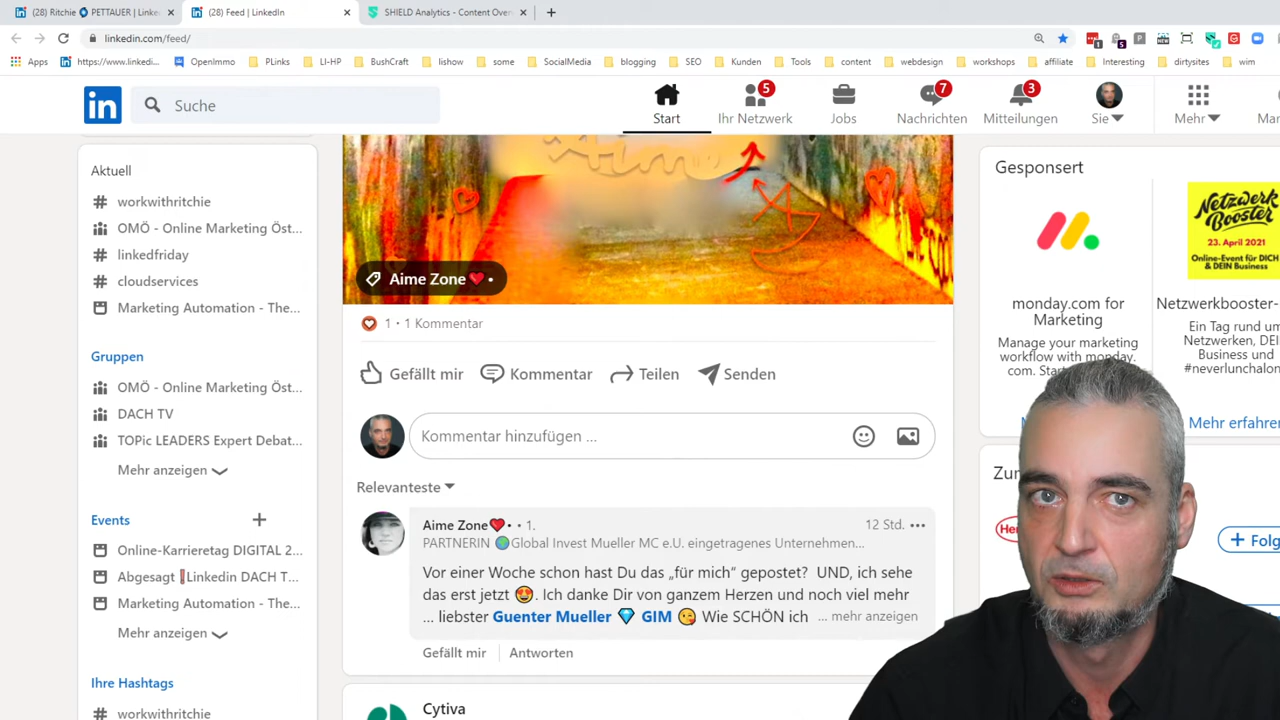 (28) Ritchie PETTAUER | Linke
(28) Feed | LinkedIn
SHIELD Analytics - Content Over
linkedin.com/feed/
Apps
https://www.linkedi...
OpenImmo
PLinks
LI-HP
BushCraft
lishow
some
SocialMedia
blogging
SEO
Kunden
Tools
content
webdesign
workshops
affiliate
Interesting
dirtysites
wim
in
Suche
Start
5
Ihr Netzwerk
Jobs
7
Nachrichten
3
Mitteilungen
Sie
Mehr
Mar
Aktuell
# workwithritchie
OMÖ - Online Marketing Öst...
# linkedfriday
# cloudservices
Marketing Automation - The...
Gruppen
OMÖ - Online Marketing Öst...
DACH TV
TOPic LEADERS Expert Debat...
Mehr anzeigen
Events
Online-Karrieretag DIGITAL 2...
Abgesagt❗Linkedin DACH T...
Marketing Automation - The...
Mehr anzeigen
Ihre Hashtags
# workwithritchie
Aime
Aime Zone❤️•
1 • 1 Kommentar
Gefällt mir
Kommentar
Teilen
Senden
Kommentar hinzufügen ...
Relevanteste
Aime Zone❤️• • 1.
12 Std.
PARTNERIN 🌍Global Invest Mueller MC e.U. eingetragenes Unternehmen...
Vor einer Woche schon hast Du das „für mich“ gepostet? UND, ich sehe
das erst jetzt 😍. Ich danke Dir von ganzem Herzen und noch viel mehr
... liebster Guenter Mueller 💎 GIM 😘 Wie SCHÖN ich ... mehr anzeigen
Gefällt mir
Antworten
Cytiva
Gesponsert
monday.com for
Marketing
Manage your marketing
workflow with monday.
com. Star
NetzWerk
Booster
23. April 2021
Online-Event für DICH
& DEIN Business
Netzwerkbooster-
Ein Tag rund um
Netzwerken, DEI
Business und
#neverlunchalon
Mehr erfahre
Zu
He
+ Folg